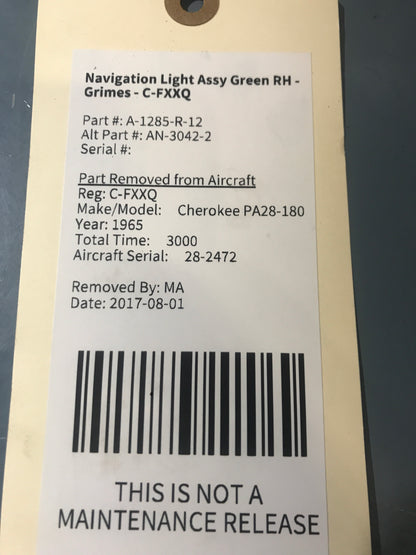 Navigation Light Assy Green RH -
Grimes - C-FXXQ
Part #: A-1285-R-12
Alt Part #: AN-3042-2
Serial #:
Part Removed from Aircraft
Reg: C-FXXQ
Make/Model: Cherokee PA28-180
Year: 1965
Total Time: 3000
Aircraft Serial: 28-2472
Removed By: MA
Date: 2017-08-01
THIS IS NOT A
MAINTENANCE RELEASE